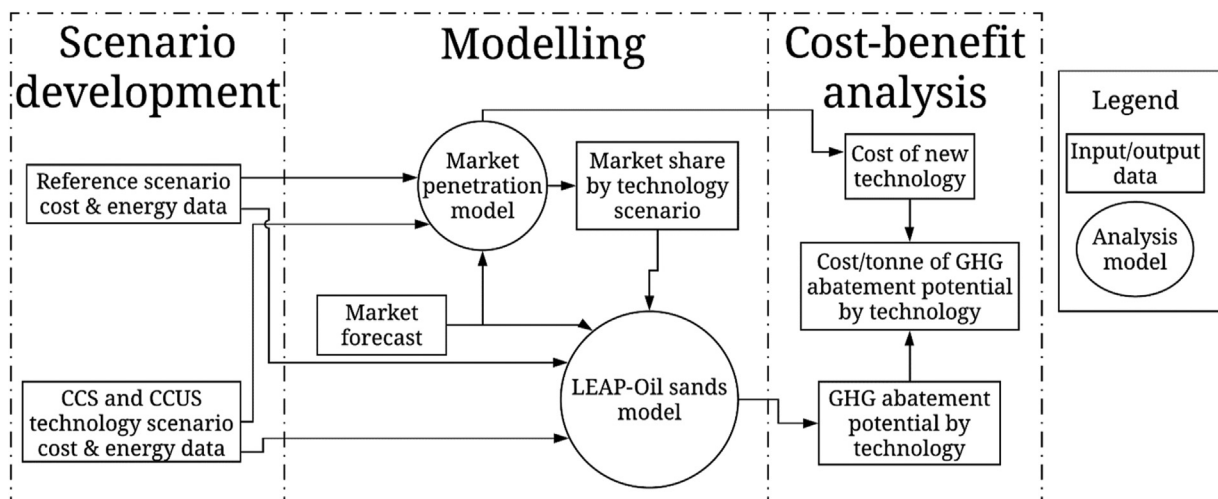 Scenario
development
Modelling
Cost-benefit
analysis
Reference scenario
cost & energy data
CCS and CCUS
technology scenario
cost & energy data
Market
penetration
model
Market share
by technology
scenario
Market
forecast
LEAP-Oil sands
model
Cost of new
technology
Cost/tonne of GHG
abatement potential
by technology
GHG abatement
potential by
technology
Legend
Input/output
data
Analysis
model